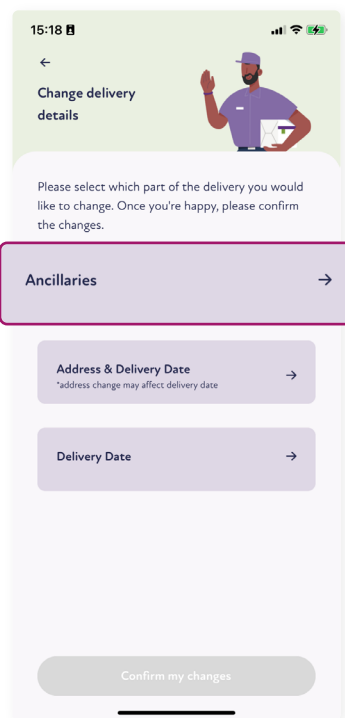 15:18
Change delivery
details
Please select which part of the delivery you would
like to change. Once you're happy, please confirm
the changes.
Ancillaries
Address & Delivery Date
*address change may affect delivery date
Delivery Date
Confirm my changes